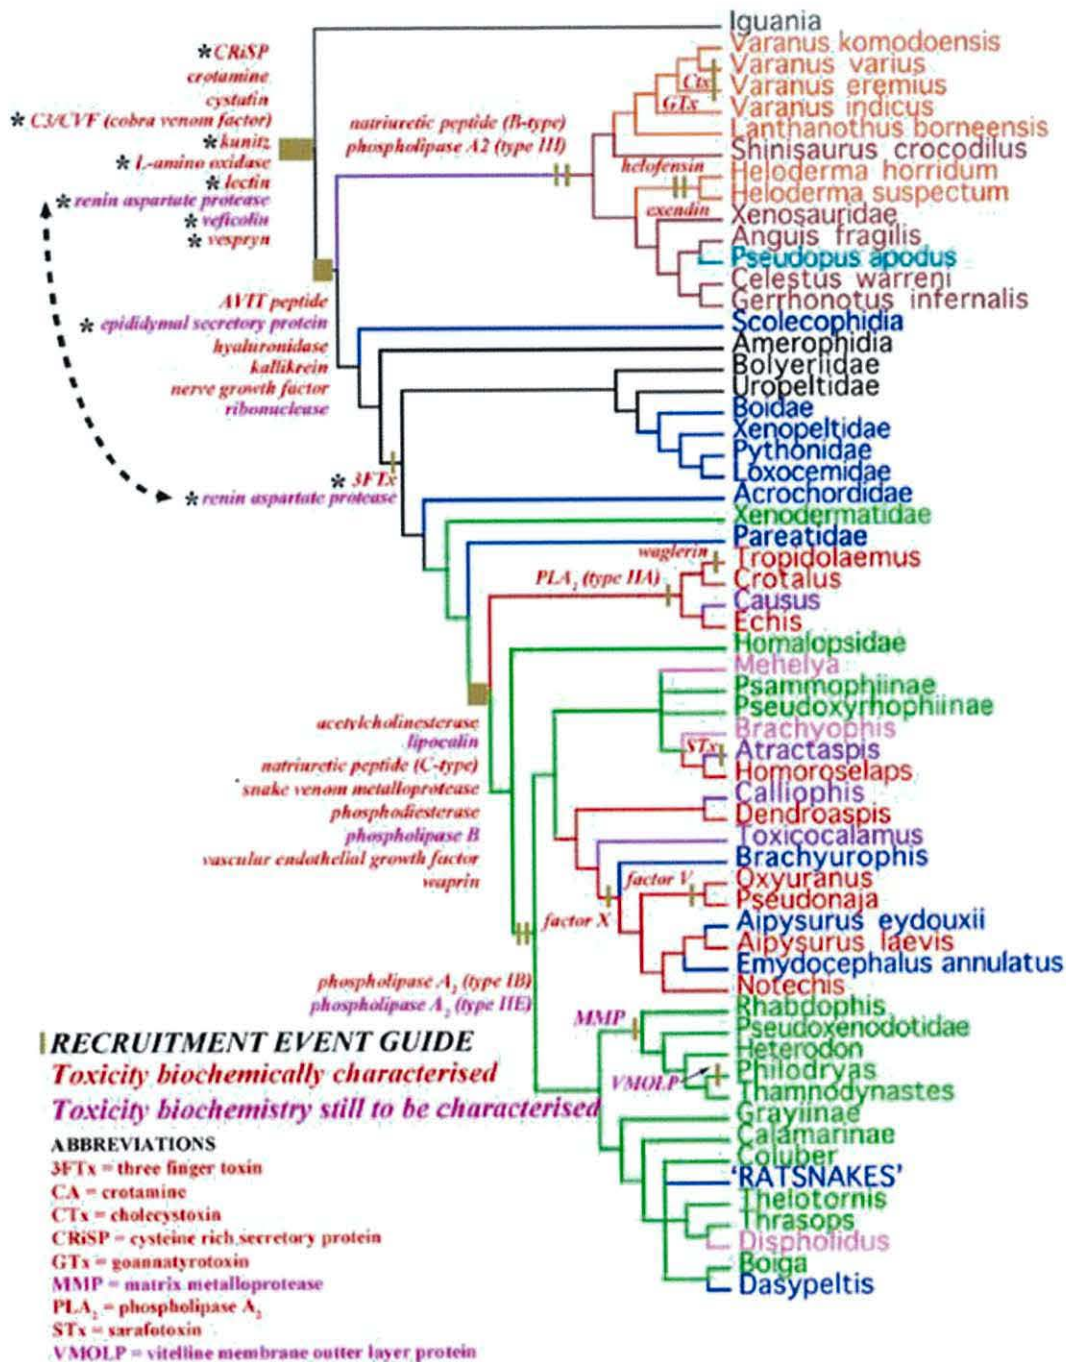 Iguania
Varanus komodoensis
Varanus varius
Varanus eremius
Varanus indicus
Lanthanothus borneensis
Shinisaurus crocodilus
Heloderma horridum
Heloderma suspectum
Xenosauridae
Anguis fragilis
Pseudopus apodus
Celestus warreni
Gerrhonotus infernalis
Scolecophidia
Amerophidia
Bolyeriidae
Uropeltidae
Boidae
Xenopeltidae
Pythonidae
Loxocemidae
Acrochordidae
Xenodermatidae
Pareatidae
Tropidolaemus
Crotalus
Causus
Echis
Homalopsidae
Mehelya
Psammophiinae
Pseudoxyrhophiinae
Brachyophis
Atractaspis
Homoroselaps
Calliophis
Dendroaspis
Toxicocalamus
Brachyurophis
Oxyuranus
Pseudonaja
Aipysurus eydouxii
Aipysurus laevis
Emydocephalus annulatus
Notechis
Rhabdophis
Pseudoxenodotidae
Heterodon
Philodryas
Thamnodynastes
Grayiinae
Calamarinae
Coluber
'RATSNAKES'
Thelotornis
Thrasops
Dispholidus
Boiga
Dasypeltis
* CRiSP
crotamine
cystatin
* C3/CVF (cobra venom factor)
* kunitz
* L-amino oxidase
* lectin
* renin aspartate protease
* veficolin
* vespryn
natriuretic peptide (B-type)
phospholipase A2 (type III)
Ctx
GTx
helofensin
exendin
AVIT peptide
* epididymal secretory protein
hyaluronidase
kallikrein
nerve growth factor
ribonuclease
* 3FTx
* renin aspartate protease
waglerin
PLA₂ (type IIA)
acetylcholinesterase
lipocalin
natriuretic peptide (C-type)
snake venom metalloprotease
phosphodiesterase
phospholipase B
vascular endothelial growth factor
waprin
STx
factor V
factor X
phospholipase A₂ (type IB)
phospholipase A₂ (type IIE)
MMP
VMOLP
RECRUITMENT EVENT GUIDE
Toxicity biochemically characterised
Toxicity biochemistry still to be characterised
ABBREVIATIONS
3FTx = three finger toxin
CA = crotamine
CTx = cholecystoxin
CRiSP = cysteine rich secretory protein
GTx = goannatyrotoxin
MMP = matrix metalloprotease
PLA₂ = phospholipase A₂
STx = sarafotoxin
VMOLP = vitelline membrane outter layer protein